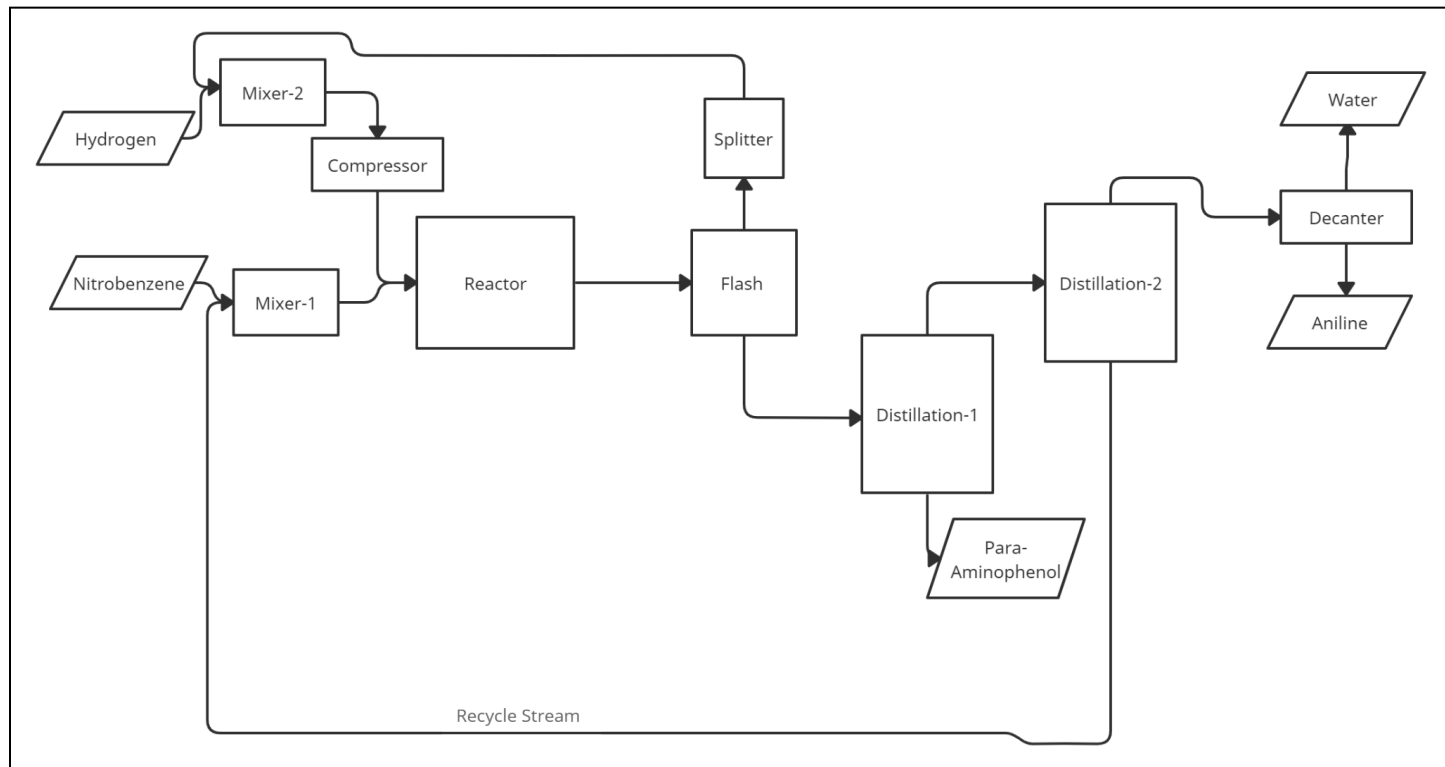 Mixer-2
Hydrogen
Compressor
Splitter
Water
Decanter
Nitrobenzene
Mixer-1
Reactor
Flash
Distillation-2
Aniline
Distillation-1
Para-
Aminophenol
Recycle Stream